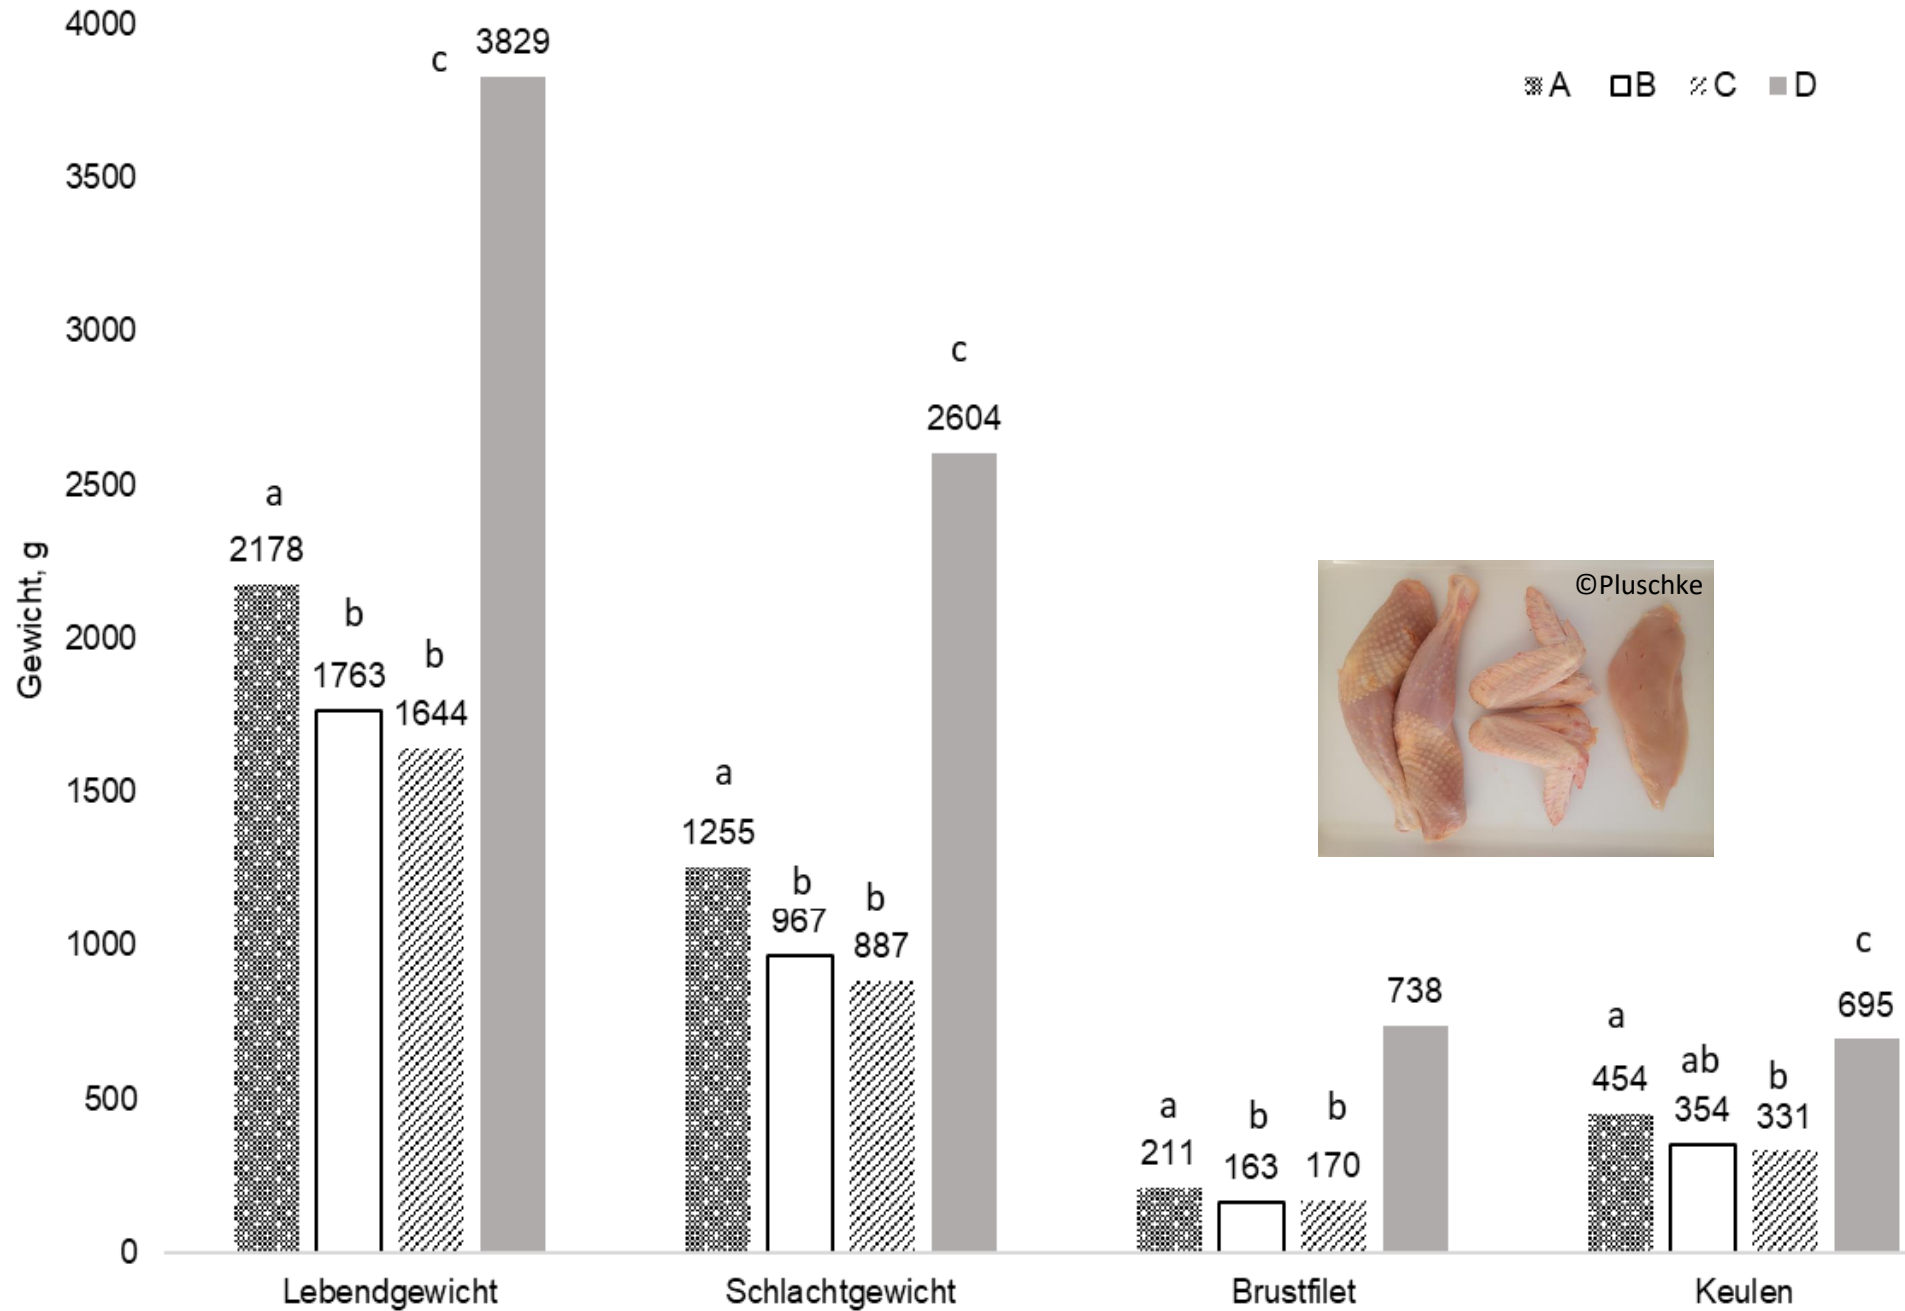 4000
3500
3000
2500
2000
1500
1000
500
0
Gewicht, g
A B C D
c
3829
a
2178
b
1763
b
1644
c
2604
a
1255
b
967
b
887
©Pluschke
738
a
211
b
163
b
170
c
695
a
454
ab
354
b
331
Lebendgewicht Schlachtgewicht Brustfilet Keulen